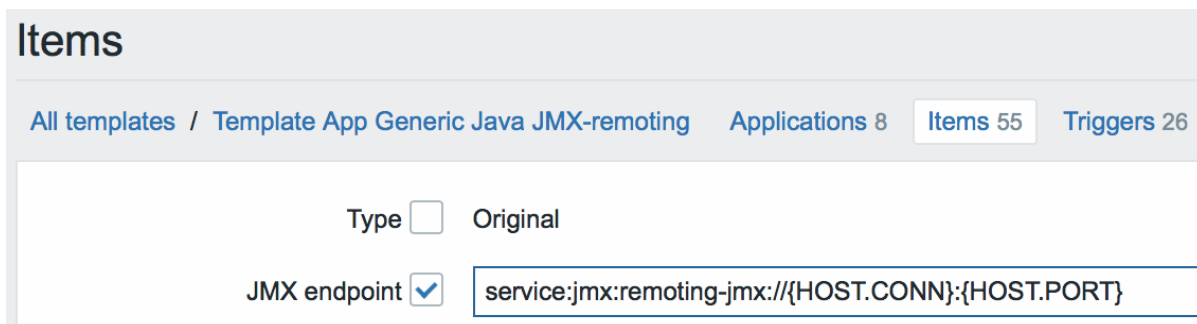 Items
All templates / Template App Generic Java JMX-remoting Applications 8 Items 55 Triggers 26
Type Original
JMX endpoint service:jmx:remoting-jmx://{HOST.CONN}:{HOST.PORT}